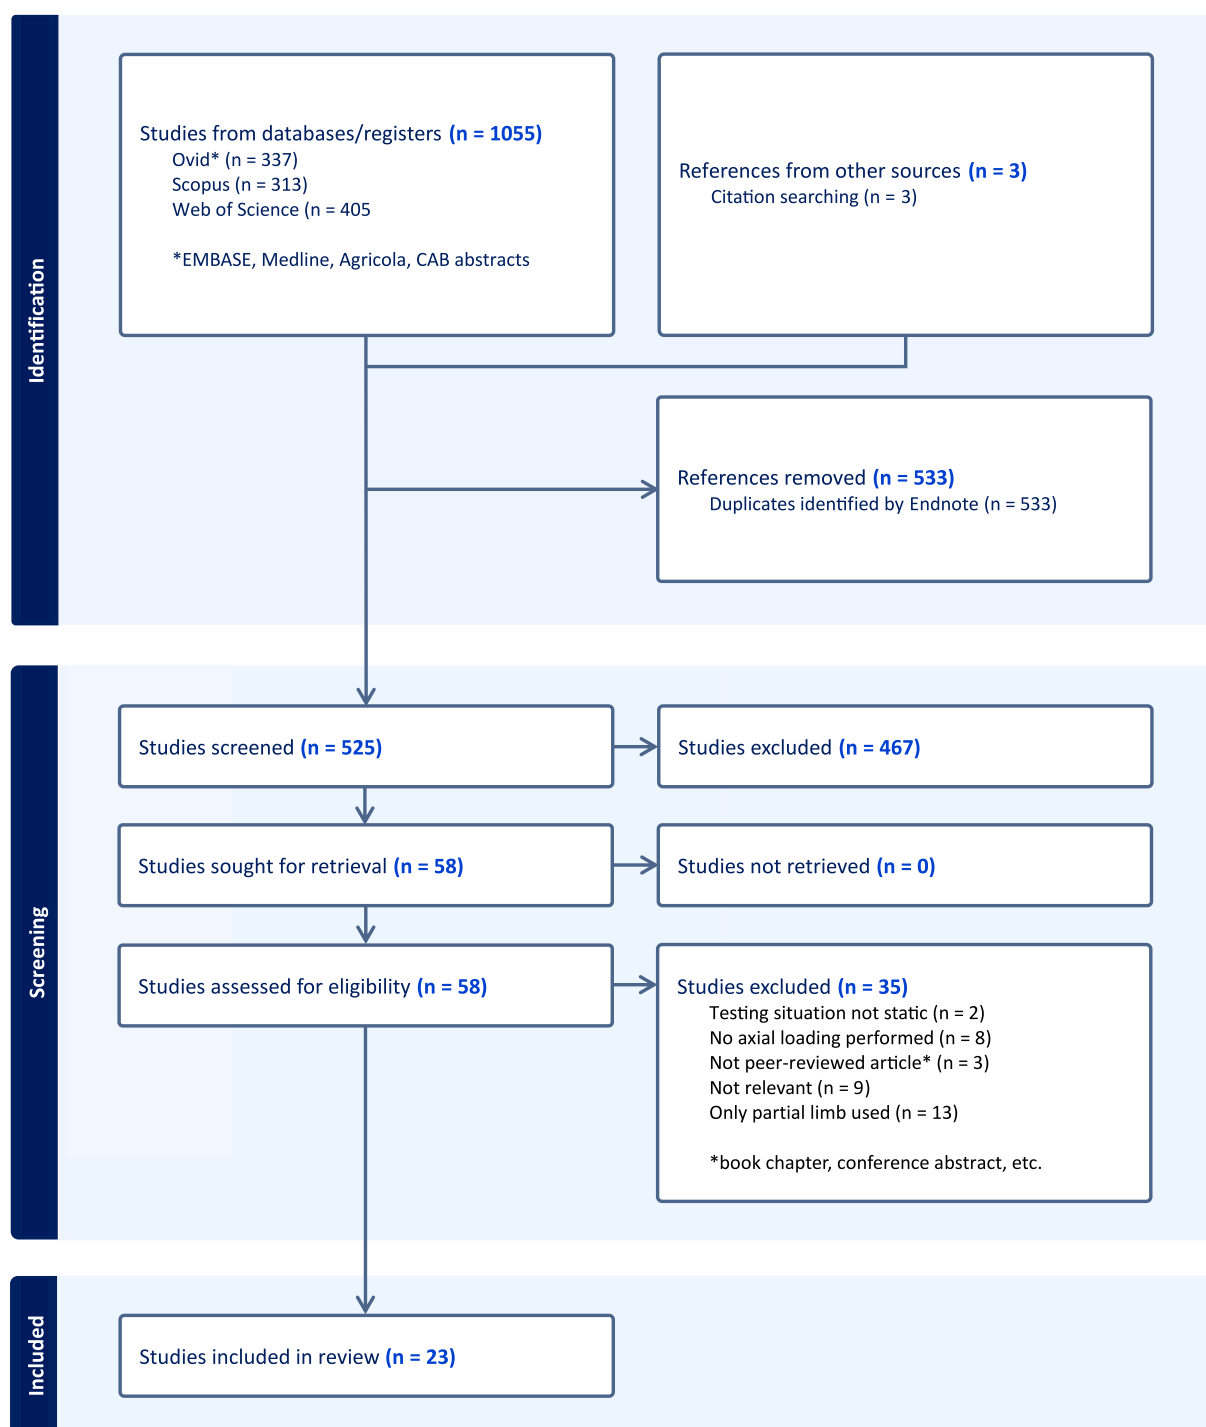 Identification
Studies from databases/registers (n = 1055)
Ovid* (n = 337)
Scopus (n = 313)
Web of Science (n = 405
*EMBASE, Medline, Agricola, CAB abstracts
References from other sources (n = 3)
Citation searching (n = 3)
References removed (n = 533)
Duplicates identified by Endnote (n = 533)
Screening
Studies screened (n = 525)
Studies excluded (n = 467)
Studies sought for retrieval (n = 58)
Studies not retrieved (n = 0)
Studies assessed for eligibility (n = 58)
Studies excluded (n = 35)
Testing situation not static (n = 2)
No axial loading performed (n = 8)
Not peer-reviewed article* (n = 3)
Not relevant (n = 9)
Only partial limb used (n = 13)
*book chapter, conference abstract, etc.
Included
Studies included in review (n = 23)